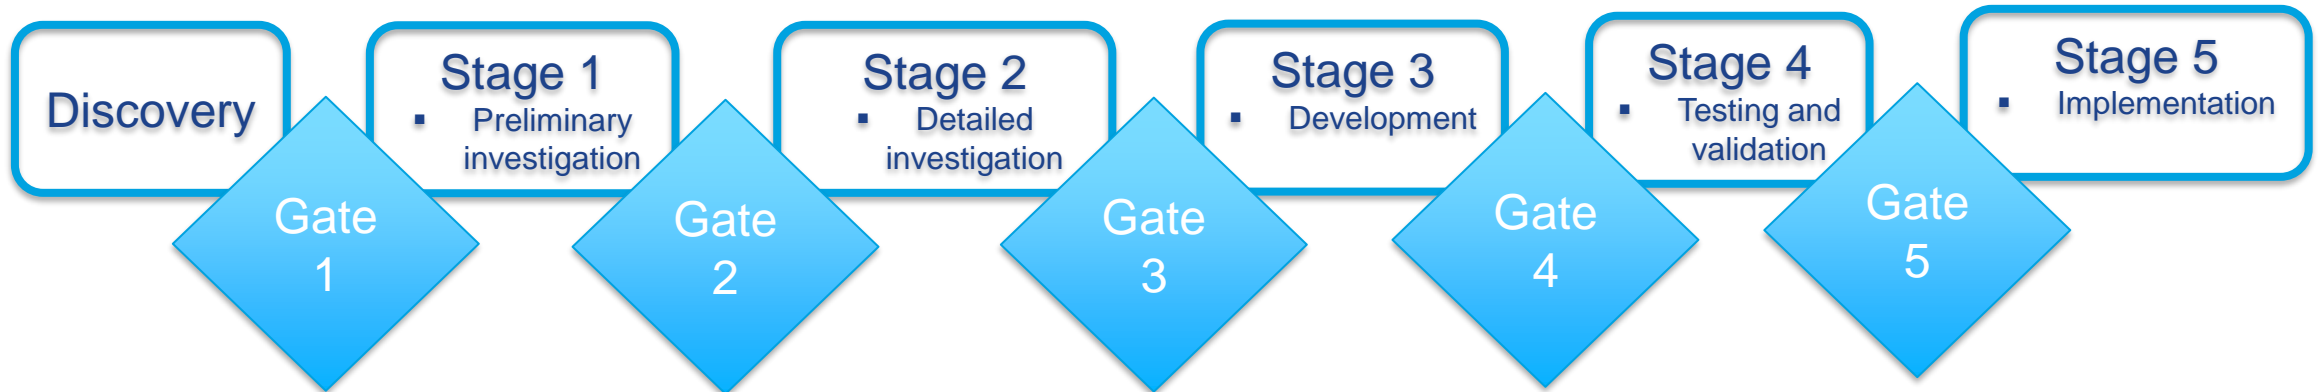 Discovery
Stage 1
▪ Preliminary
investigation
Stage 2
▪ Detailed
investigation
Stage 3
▪ Development
Stage 4
▪ Testing and
validation
Stage 5
▪ Implementation
Gate
1
Gate
2
Gate
3
Gate
4
Gate
5